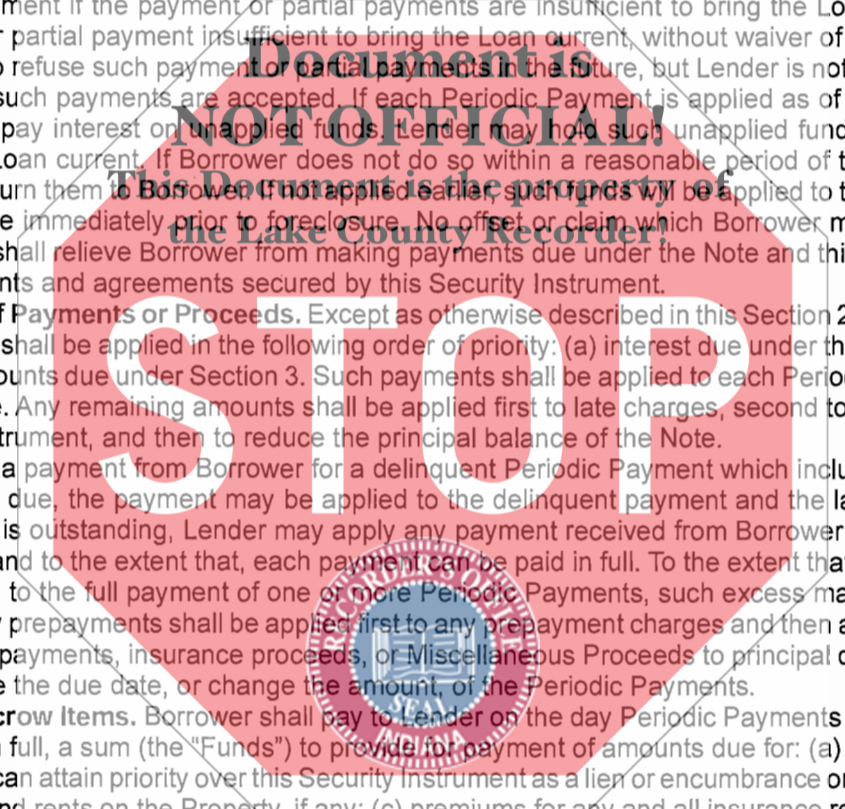 ment if the payment or partial payments are insufficient to bring the Lo
r partial payment insufficient to bring the Loan current, without waiver of
o refuse such payment or partial payments in the future, but Lender is not
such payments are accepted. If each Periodic Payment is applied as of
pay interest on unapplied funds. Lender may hold such unapplied fund
oan current. If Borrower does not do so within a reasonable period of t
urn them to Borrower. If not applied earlier, such funds will be applied to t
e immediately prior to foreclosure. No offset or claim which Borrower m
shall relieve Borrower from making payments due under the Note and thi
nts and agreements secured by this Security Instrument.
f Payments or Proceeds. Except as otherwise described in this Section 2
shall be applied in the following order of priority: (a) interest due under th
ounts due under Section 3. Such payments shall be applied to each Perio
e. Any remaining amounts shall be applied first to late charges, second to
trument, and then to reduce the principal balance of the Note.
a payment from Borrower for a delinquent Periodic Payment which inclu
due, the payment may be applied to the delinquent payment and the la
is outstanding, Lender may apply any payment received from Borrower
and to the extent that, each payment can be paid in full. To the extent tha
to the full payment of one or more Periodic Payments, such excess ma
prepayments shall be applied first to any prepayment charges and then a
payments, insurance proceeds, or Miscellaneous Proceeds to principal d
e the due date, or change the amount, of the Periodic Payments.
crow Items. Borrower shall pay to Lender on the day Periodic Payments
full, a sum (the “Funds”) to provide for payment of amounts due for: (a)
can attain priority over this Security Instrument as a lien or encumbrance on
nd rents on the Property, if any; (c) premiums for any and all insurance re
Document is
NOT OFFICIAL!
This Document is the property of
the Lake County Recorder!
STOP
RECORDER'S OFFICE
SEAL
INDIANA